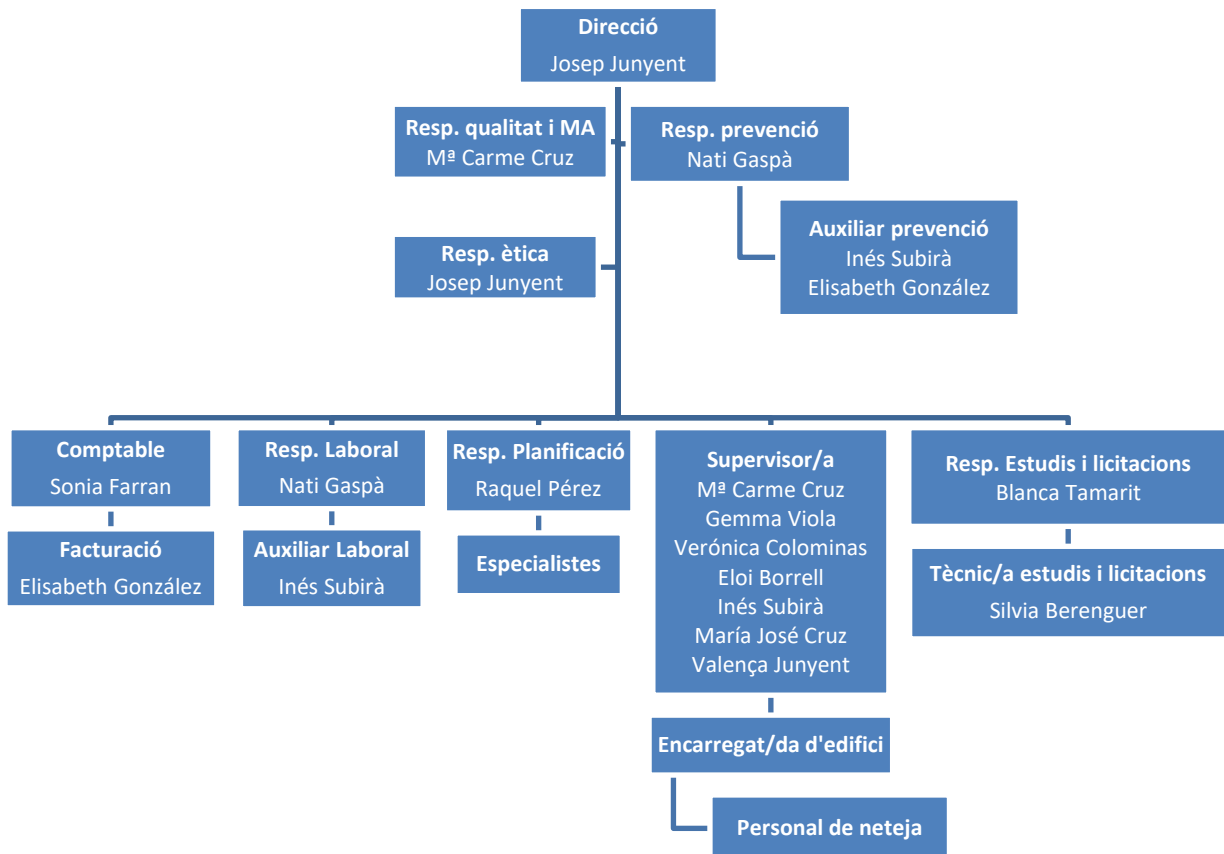 Direcció
Josep Junyent
Resp. qualitat i MA
Mª Carme Cruz
Resp. prevenció
Nati Gaspà
Auxiliar prevenció
Inés Subirà
Elisabeth González
Resp. ètica
Josep Junyent
Comptable
Sonia Farran
Facturació
Elisabeth González
Resp. Laboral
Nati Gaspà
Auxiliar Laboral
Inés Subirà
Resp. Planificació
Raquel Pérez
Especialistes
Supervisor/a
Mª Carme Cruz
Gemma Viola
Verónica Colominas
Eloi Borrell
Inés Subirà
María José Cruz
Valença Junyent
Encarregat/da d'edifici
Personal de neteja
Resp. Estudis i licitacions
Blanca Tamarit
Tècnic/a estudis i licitacions
Silvia Berenguer